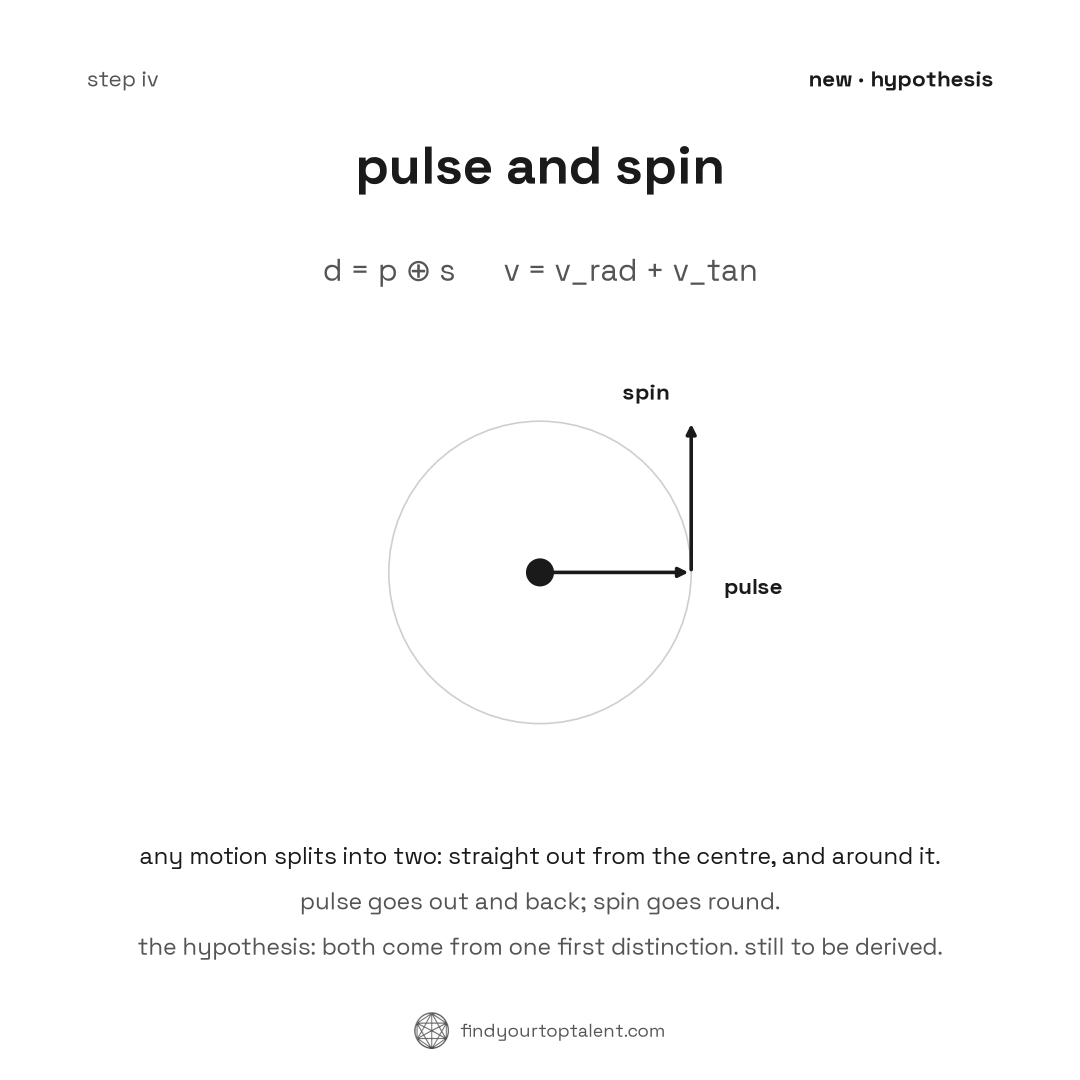 step iv
new · hypothesis
pulse and spin
d = p ⊕ s     v = v_rad + v_tan
spin
pulse
any motion splits into two: straight out from the centre, and around it.
pulse goes out and back; spin goes round.
the hypothesis: both come from one first distinction. still to be derived.
findyourtoptalent.com